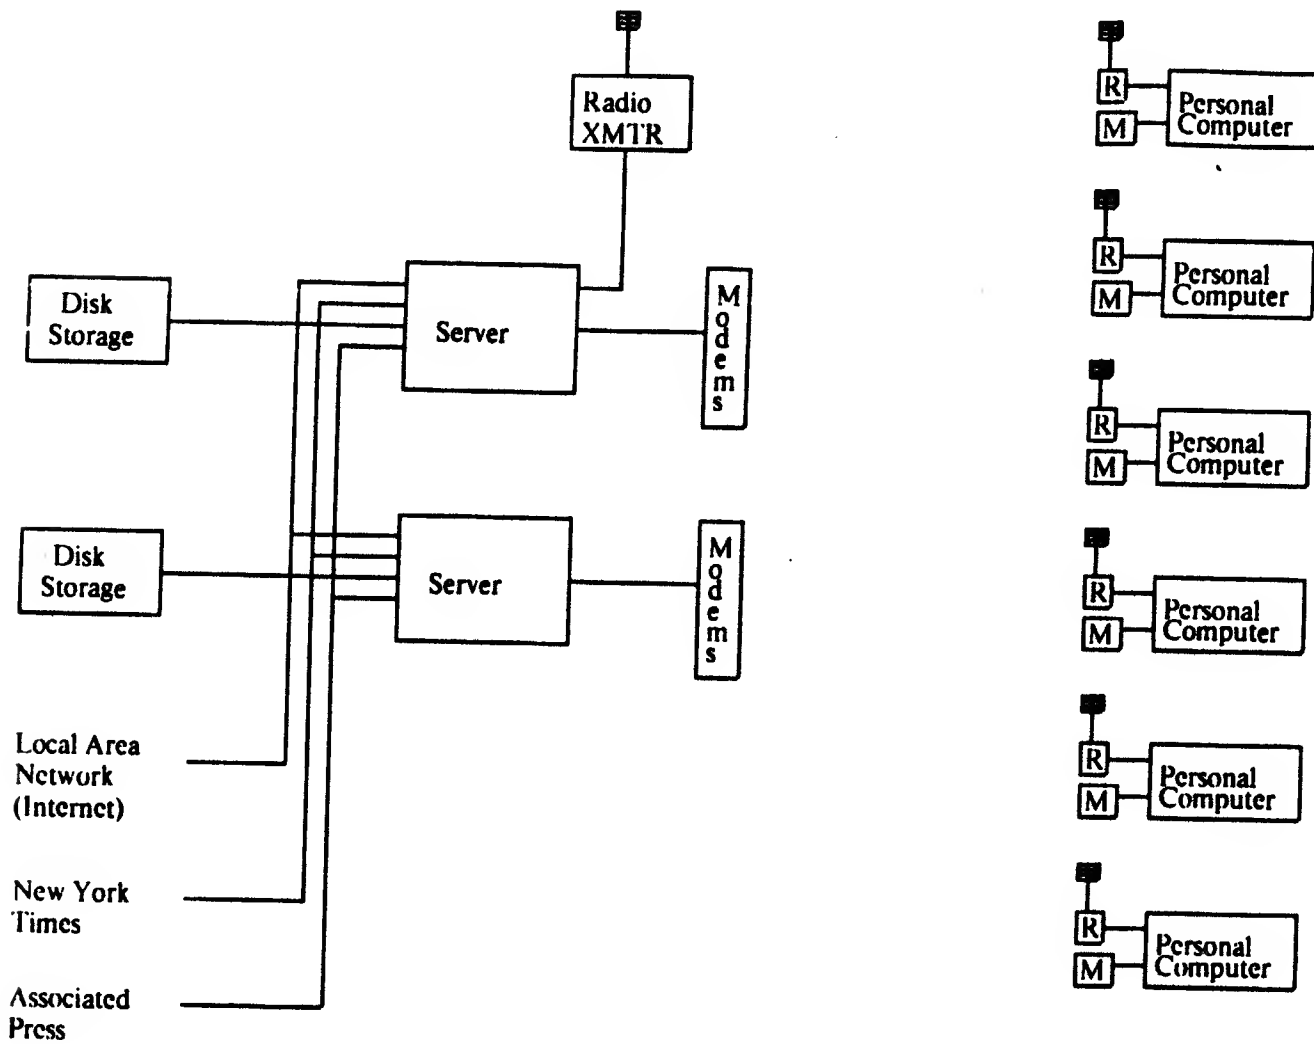 Radio
XMTR
Disk
Storage
Server
Modems
Disk
Storage
Server
Modems
Local Area
Network
(Internet)
New York
Times
Associated
Press
R
M
Personal
Computer
R
M
Personal
Computer
R
M
Personal
Computer
R
M
Personal
Computer
R
M
Personal
Computer
R
M
Personal
Computer